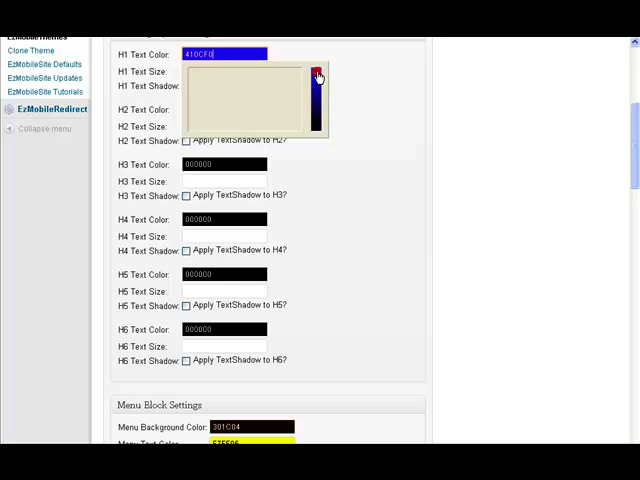 Clone Theme
EzMobileSite Defaults
EzMobileSite Updates
EzMobileSite Tutorials
EzMobileRedirect
Collapse menu
H1 Text Color: 410CF0
H1 Text Size:
H1 Text Shadow:
H2 Text Color:
H2 Text Size:
H2 Text Shadow: Apply TextShadow to H2?
H3 Text Color: 000000
H3 Text Size:
H3 Text Shadow: Apply TextShadow to H3?
H4 Text Color: 000000
H4 Text Size:
H4 Text Shadow: Apply TextShadow to H4?
H5 Text Color: 000000
H5 Text Size:
H5 Text Shadow: Apply TextShadow to H5?
H6 Text Color: 000000
H6 Text Size:
H6 Text Shadow: Apply TextShadow to H6?
Menu Block Settings
Menu Background Color: 301C04
Menu Text Color: